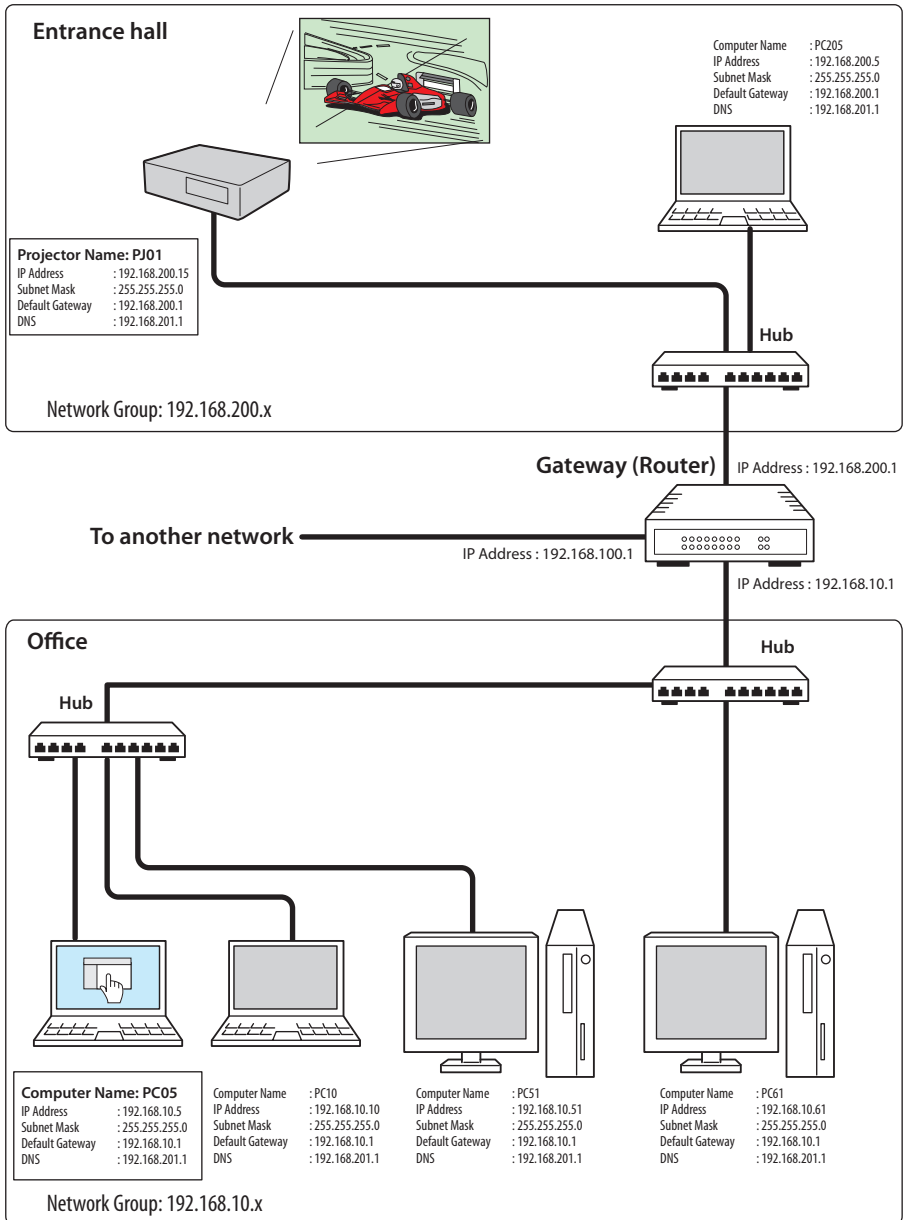 Entrance hall
Computer Name : PC205
IP Address : 192.168.200.5
Subnet Mask : 255.255.255.0
Default Gateway : 192.168.200.1
DNS : 192.168.201.1
Projector Name: PJ01
IP Address : 192.168.200.15
Subnet Mask : 255.255.255.0
Default Gateway : 192.168.200.1
DNS : 192.168.201.1
Hub
Network Group: 192.168.200.x
Gateway (Router)
IP Address : 192.168.200.1
To another network
IP Address : 192.168.100.1
IP Address : 192.168.10.1
Office
Hub
Hub
Computer Name: PC05
IP Address : 192.168.10.5
Subnet Mask : 255.255.255.0
Default Gateway : 192.168.10.1
DNS : 192.168.201.1
Computer Name : PC10
IP Address : 192.168.10.10
Subnet Mask : 255.255.255.0
Default Gateway : 192.168.10.1
DNS : 192.168.201.1
Computer Name : PC51
IP Address : 192.168.10.51
Subnet Mask : 255.255.255.0
Default Gateway : 192.168.10.1
DNS : 192.168.201.1
Computer Name : PC61
IP Address : 192.168.10.61
Subnet Mask : 255.255.255.0
Default Gateway : 192.168.10.1
DNS : 192.168.201.1
Network Group: 192.168.10.x